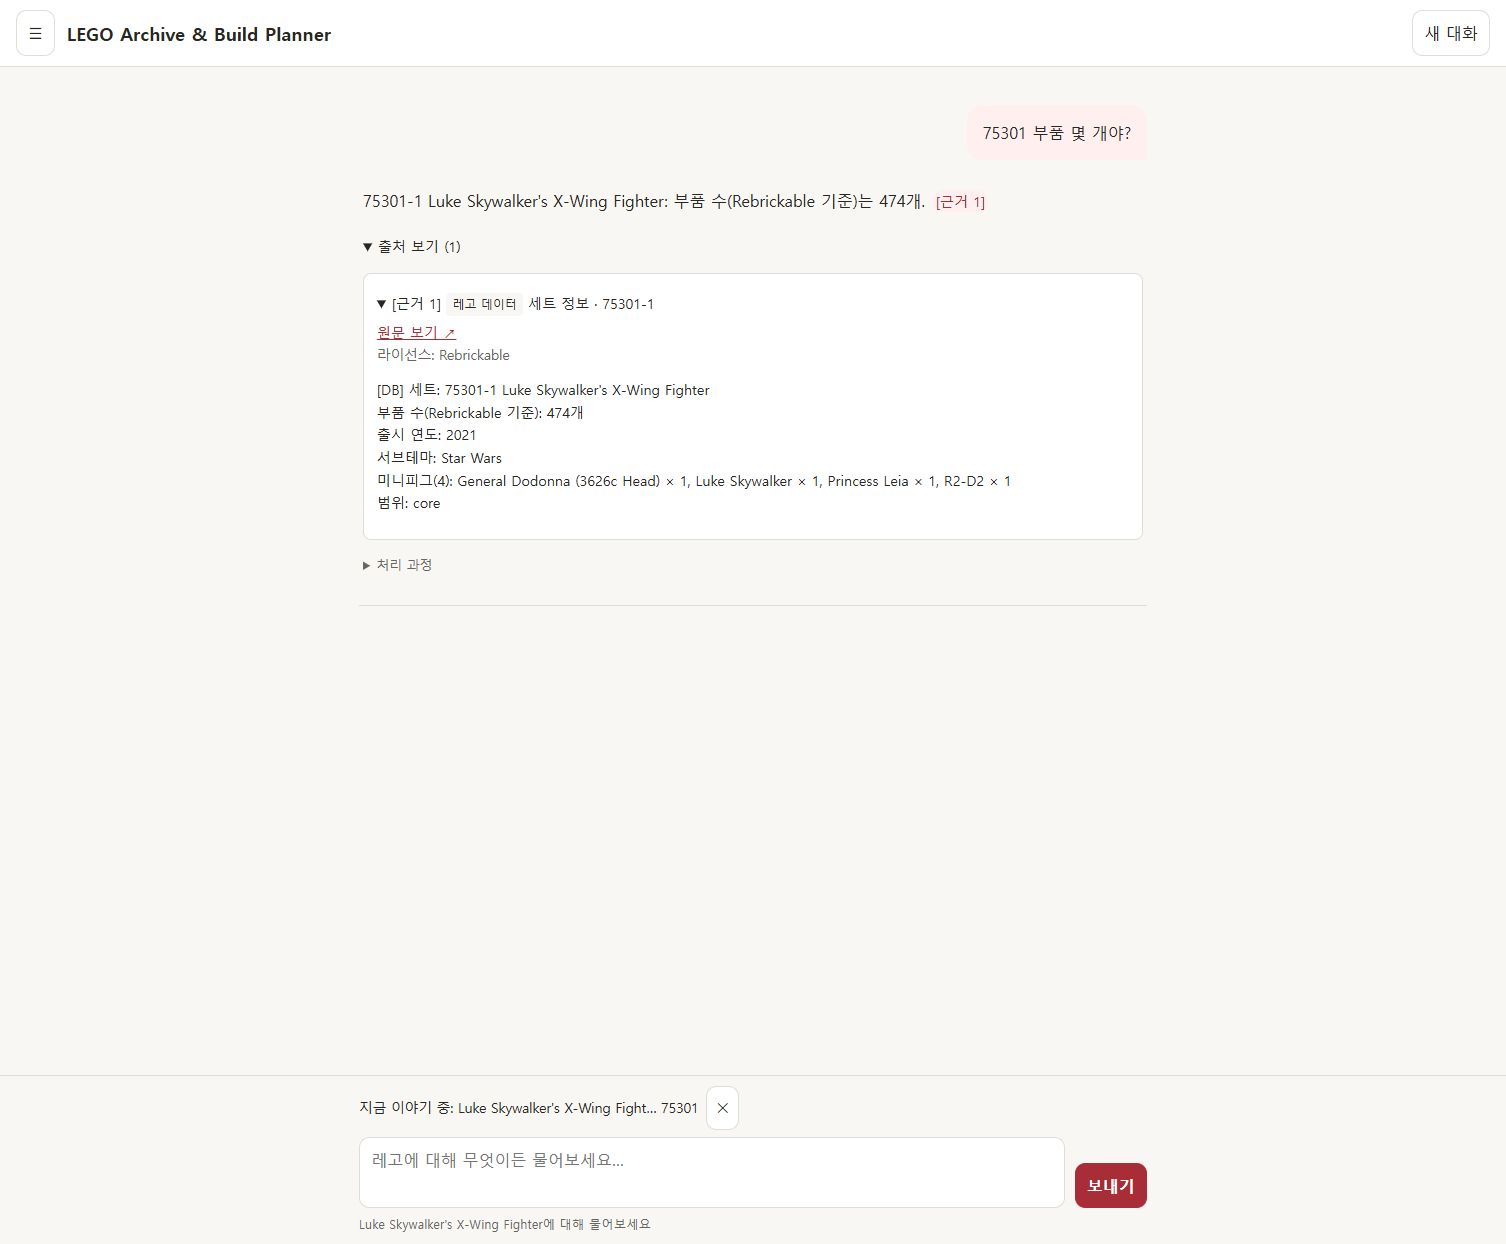 ☰ LEGO Archive & Build Planner 새 대화
75301 부품 몇 개야?
75301-1 Luke Skywalker's X-Wing Fighter: 부품 수(Rebrickable 기준)는 474개. [근거 1]
▼ 출처 보기 (1)
▼ [근거 1] 레고 데이터 세트 정보 · 75301-1
원문 보기 ↗
라이선스: Rebrickable
[DB] 세트: 75301-1 Luke Skywalker's X-Wing Fighter
부품 수(Rebrickable 기준): 474개
출시 연도: 2021
서브테마: Star Wars
미니피그(4): General Dodonna (3626c Head) × 1, Luke Skywalker × 1, Princess Leia × 1, R2-D2 × 1
범위: core
▶ 처리 과정
지금 이야기 중: Luke Skywalker's X-Wing Fight... 75301 ×
레고에 대해 무엇이든 물어보세요...
보내기
Luke Skywalker's X-Wing Fighter에 대해 물어보세요